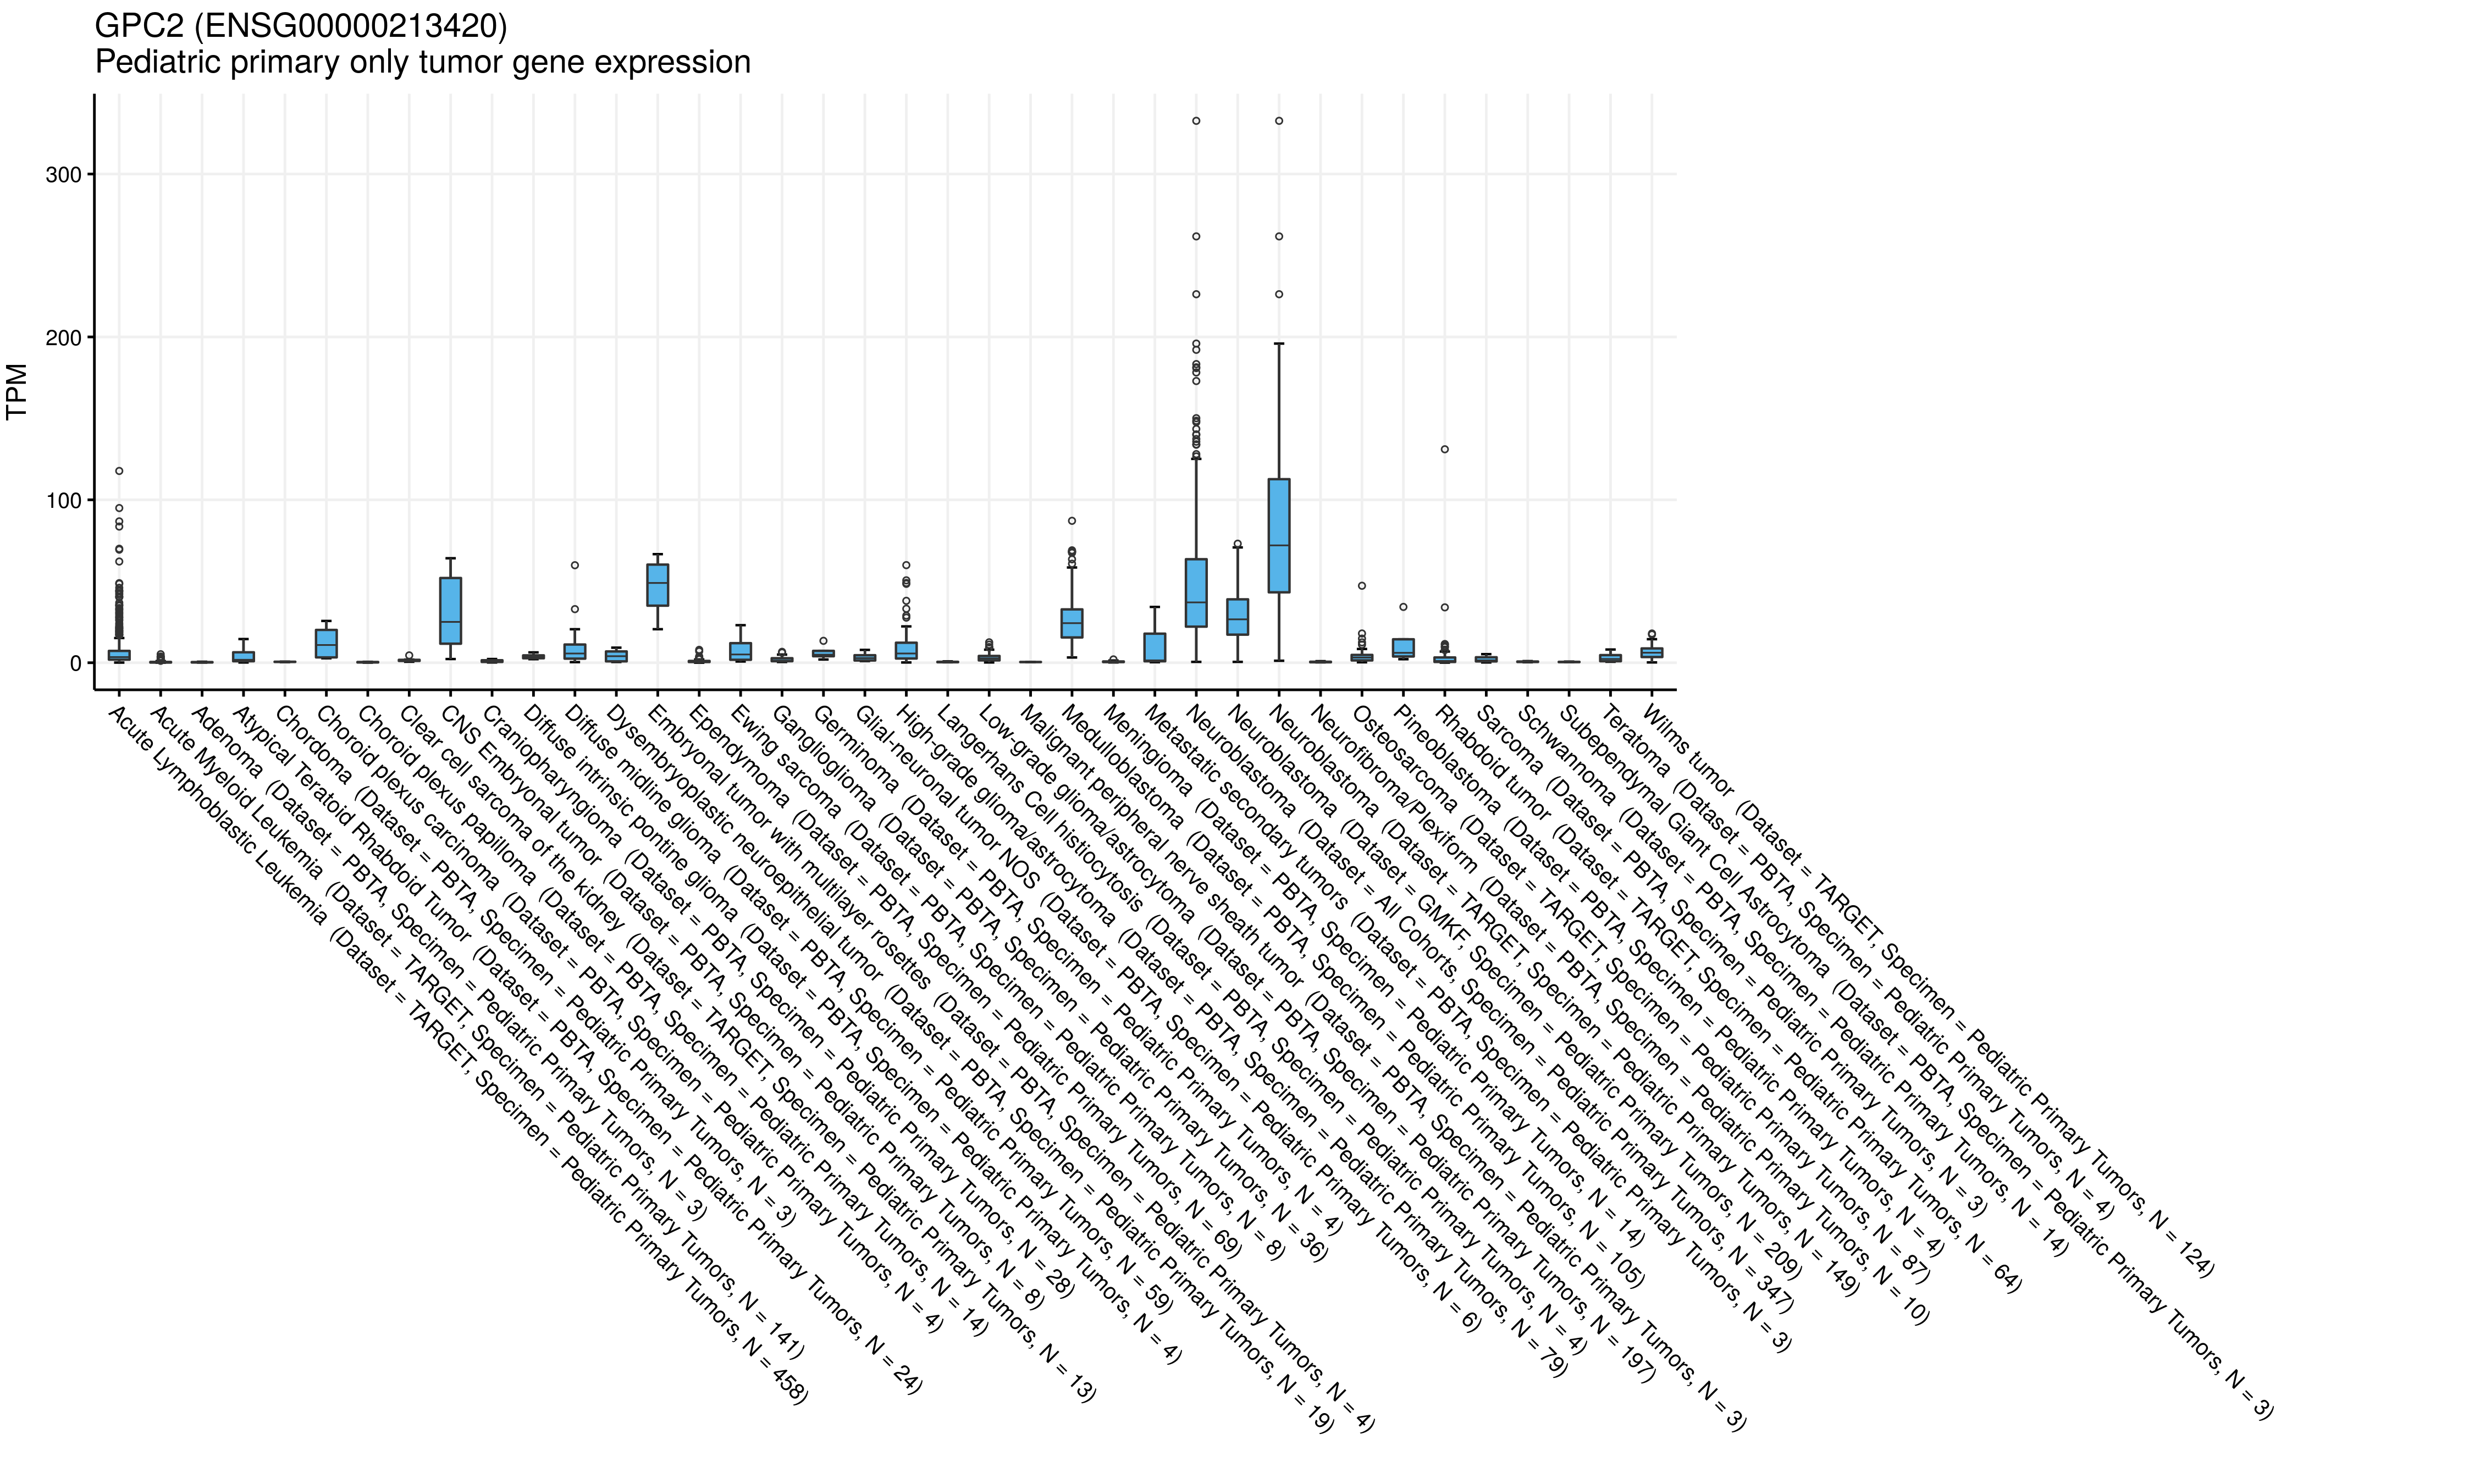 GPC2 (ENSG00000213420)
Pediatric primary only tumor gene expression
TPM
300
200
100
0
Acute Lymphoblastic Leukemia (Dataset = TARGET, Specimen = Pediatric Primary Tumors, N = 458)
Acute Myeloid Leukemia (Dataset = TARGET, Specimen = Pediatric Primary Tumors, N = 141)
Adenoma (Dataset = PBTA, Specimen = Pediatric Primary Tumors, N = 3)
Atypical Teratoid Rhabdoid Tumor (Dataset = PBTA, Specimen = Pediatric Primary Tumors, N = 24)
Chordoma (Dataset = PBTA, Specimen = Pediatric Primary Tumors, N = 3)
Choroid plexus carcinoma (Dataset = PBTA, Specimen = Pediatric Primary Tumors, N = 4)
Choroid plexus papilloma (Dataset = PBTA, Specimen = Pediatric Primary Tumors, N = 14)
Clear cell sarcoma of the kidney (Dataset = TARGET, Specimen = Pediatric Primary Tumors, N = 13)
CNS Embryonal tumor (Dataset = PBTA, Specimen = Pediatric Primary Tumors, N = 8)
Craniopharyngioma (Dataset = PBTA, Specimen = Pediatric Primary Tumors, N = 28)
Diffuse intrinsic pontine glioma (Dataset = PBTA, Specimen = Pediatric Primary Tumors, N = 4)
Diffuse midline glioma (Dataset = PBTA, Specimen = Pediatric Primary Tumors, N = 59)
Dysembryoplastic neuroepithelial tumor (Dataset = PBTA, Specimen = Pediatric Primary Tumors, N = 19)
Embryonal tumor with multilayer rosettes (Dataset = PBTA, Specimen = Pediatric Primary Tumors, N = 4)
Ependymoma (Dataset = PBTA, Specimen = Pediatric Primary Tumors, N = 69)
Ewing sarcoma (Dataset = PBTA, Specimen = Pediatric Primary Tumors, N = 8)
Ganglioglioma (Dataset = PBTA, Specimen = Pediatric Primary Tumors, N = 36)
Germinoma (Dataset = PBTA, Specimen = Pediatric Primary Tumors, N = 4)
Glial-neuronal tumor NOS (Dataset = PBTA, Specimen = Pediatric Primary Tumors, N = 6)
High-grade glioma/astrocytoma (Dataset = PBTA, Specimen = Pediatric Primary Tumors, N = 79)
Langerhans Cell histiocytosis (Dataset = PBTA, Specimen = Pediatric Primary Tumors, N = 4)
Low-grade glioma/astrocytoma (Dataset = PBTA, Specimen = Pediatric Primary Tumors, N = 197)
Malignant peripheral nerve sheath tumor (Dataset = PBTA, Specimen = Pediatric Primary Tumors, N = 3)
Medulloblastoma (Dataset = PBTA, Specimen = Pediatric Primary Tumors, N = 105)
Meningioma (Dataset = PBTA, Specimen = Pediatric Primary Tumors, N = 14)
Metastatic secondary tumors (Dataset = PBTA, Specimen = Pediatric Primary Tumors, N = 3)
Neuroblastoma (Dataset = All Cohorts, Specimen = Pediatric Primary Tumors, N = 347)
Neuroblastoma (Dataset = GMKF, Specimen = Pediatric Primary Tumors, N = 209)
Neuroblastoma (Dataset = TARGET, Specimen = Pediatric Primary Tumors, N = 149)
Neurofibroma/Plexiform (Dataset = PBTA, Specimen = Pediatric Primary Tumors, N = 10)
Osteosarcoma (Dataset = TARGET, Specimen = Pediatric Primary Tumors, N = 87)
Pineoblastoma (Dataset = PBTA, Specimen = Pediatric Primary Tumors, N = 4)
Rhabdoid tumor (Dataset = TARGET, Specimen = Pediatric Primary Tumors, N = 64)
Sarcoma (Dataset = PBTA, Specimen = Pediatric Primary Tumors, N = 3)
Schwannoma (Dataset = PBTA, Specimen = Pediatric Primary Tumors, N = 14)
Subependymal Giant Cell Astrocytoma (Dataset = PBTA, Specimen = Pediatric Primary Tumors, N = 3)
Teratoma (Dataset = PBTA, Specimen = Pediatric Primary Tumors, N = 4)
Wilms tumor (Dataset = TARGET, Specimen = Pediatric Primary Tumors, N = 124)